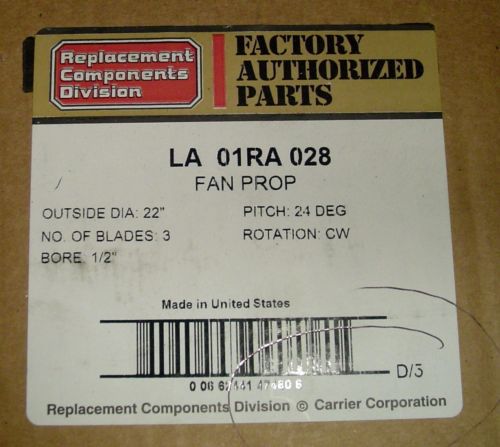 Replacement
Components
Division
FACTORY
AUTHORIZED
PARTS
LA 01RA 028
FAN PROP
OUTSIDE DIA: 22" PITCH: 24 DEG
NO. OF BLADES: 3 ROTATION: CW
BORE: 1/2"
Made in United States
D/3
Replacement Components Division © Carrier Corporation